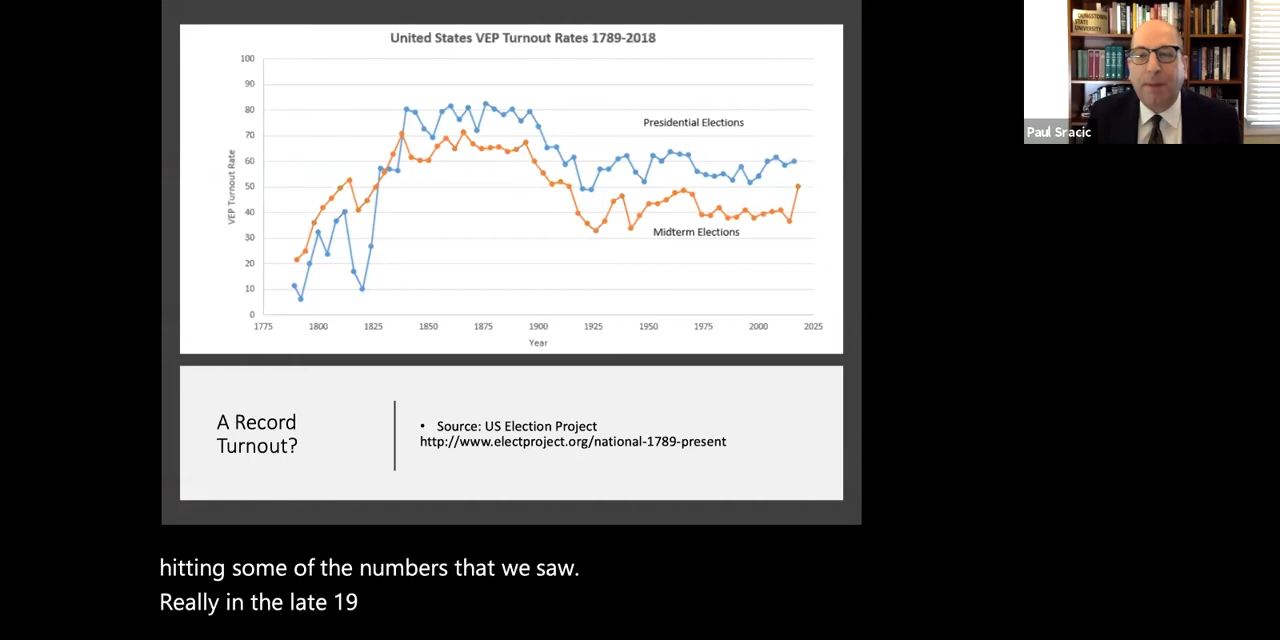 United States VEP Turnout Rates 1789-2018
100
90
80
70
60
50
40
30
20
10
0
VEP Turnout Rate
Presidential Elections
Midterm Elections
1775
1800
1825
1850
1875
1900
1925
1950
1975
2000
2025
Year
A Record
Turnout?
• Source: US Election Project
http://www.electproject.org/national-1789-present
YOUNGSTOWN
STATE
UNIVERSITY
Paul Sracic
hitting some of the numbers that we saw.
Really in the late 19